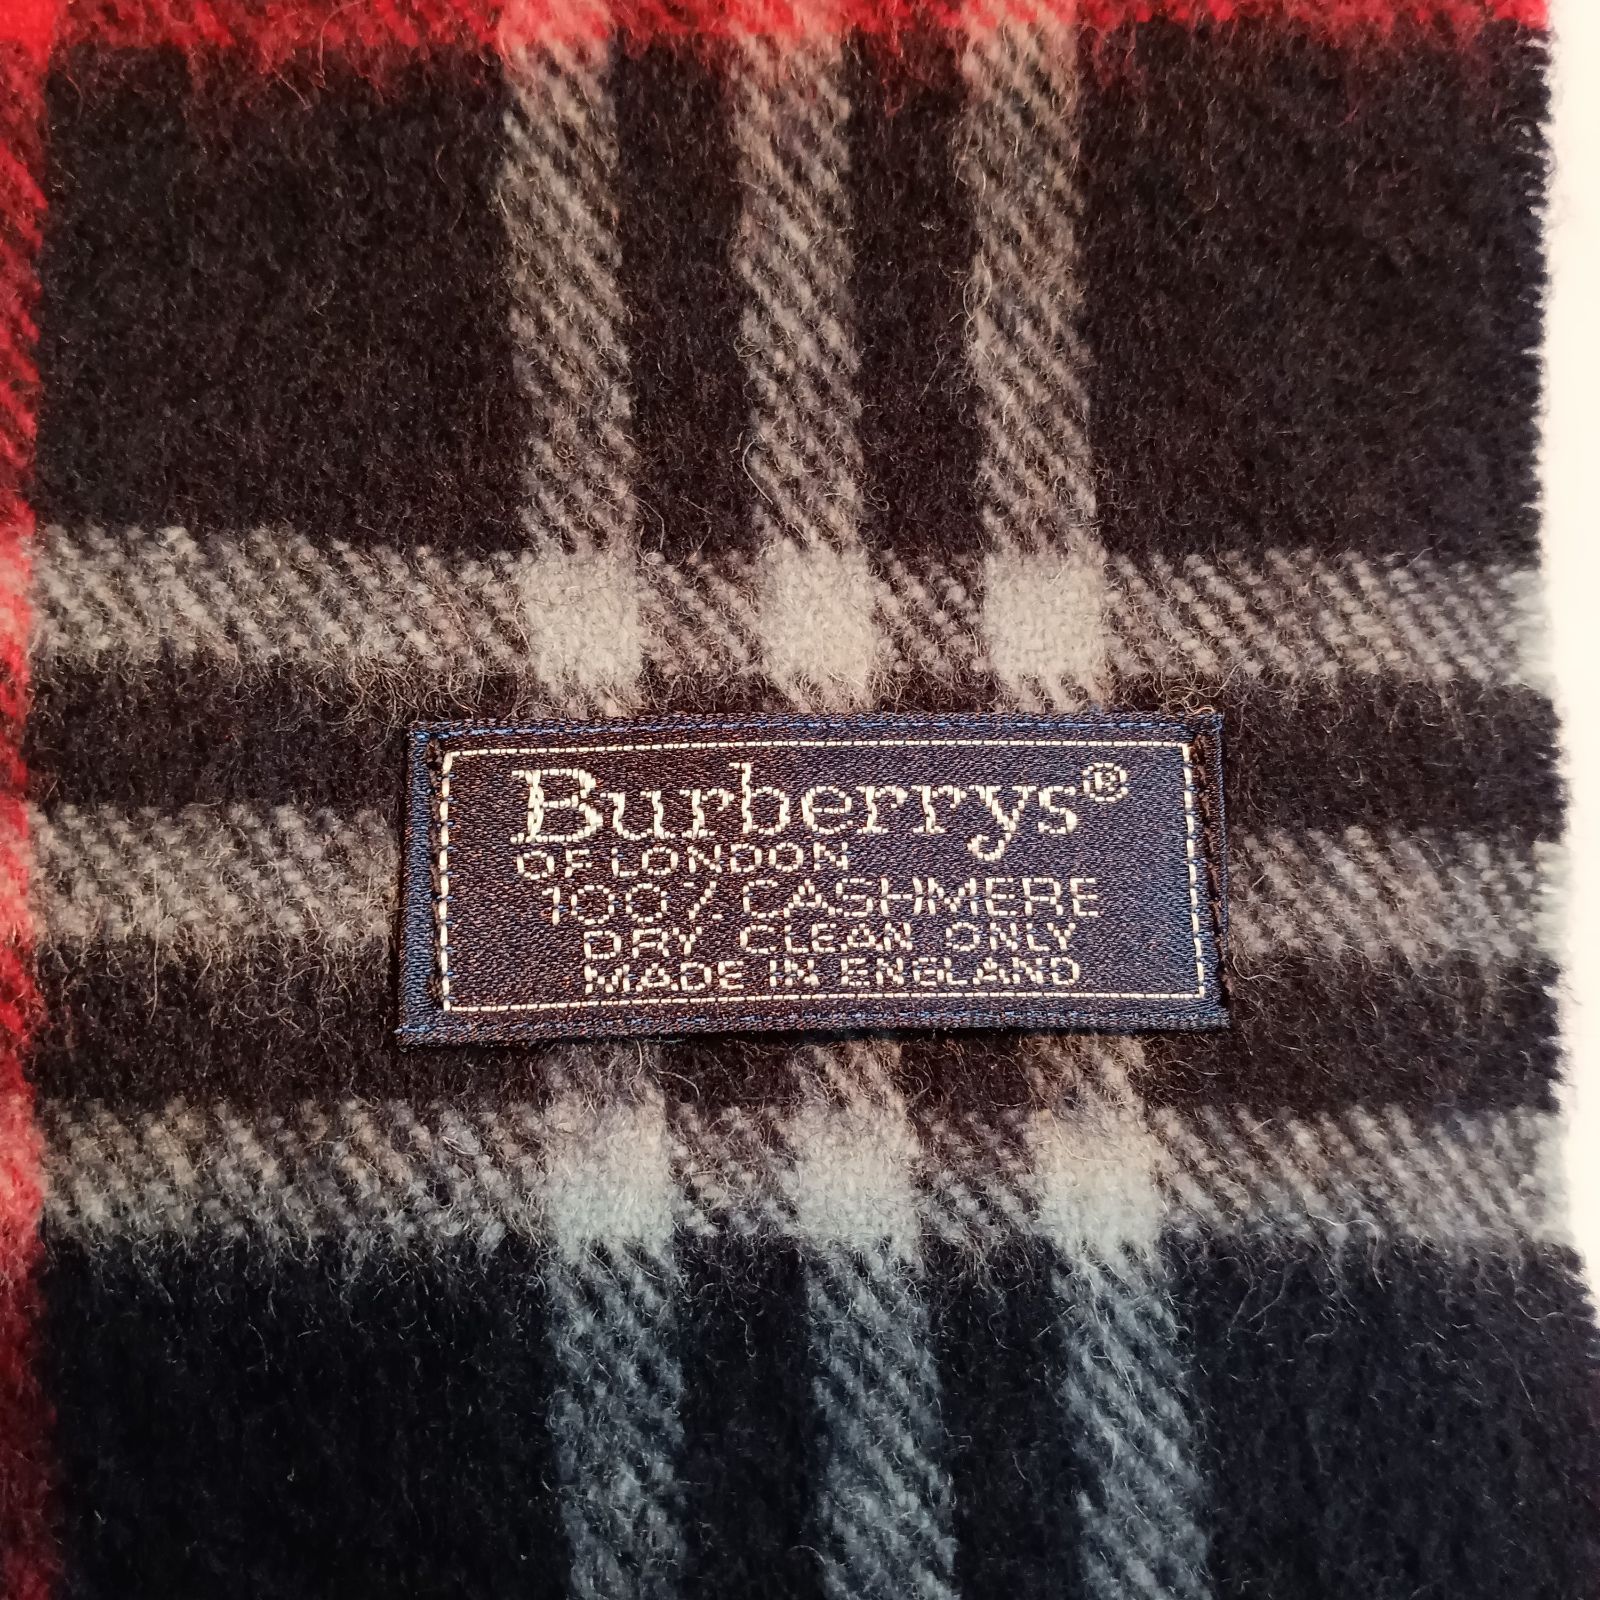 Burberrys®
OF LONDON
100% CASHMERE
DRY CLEAN ONLY
MADE IN ENGLAND